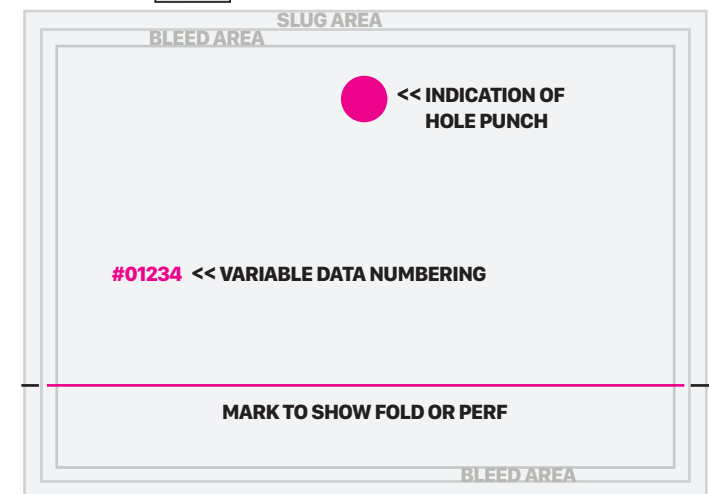 SLUG AREA
BLEED AREA
<< INDICATION OF
HOLE PUNCH
#01234 << VARIABLE DATA NUMBERING
MARK TO SHOW FOLD OR PERF
BLEED AREA